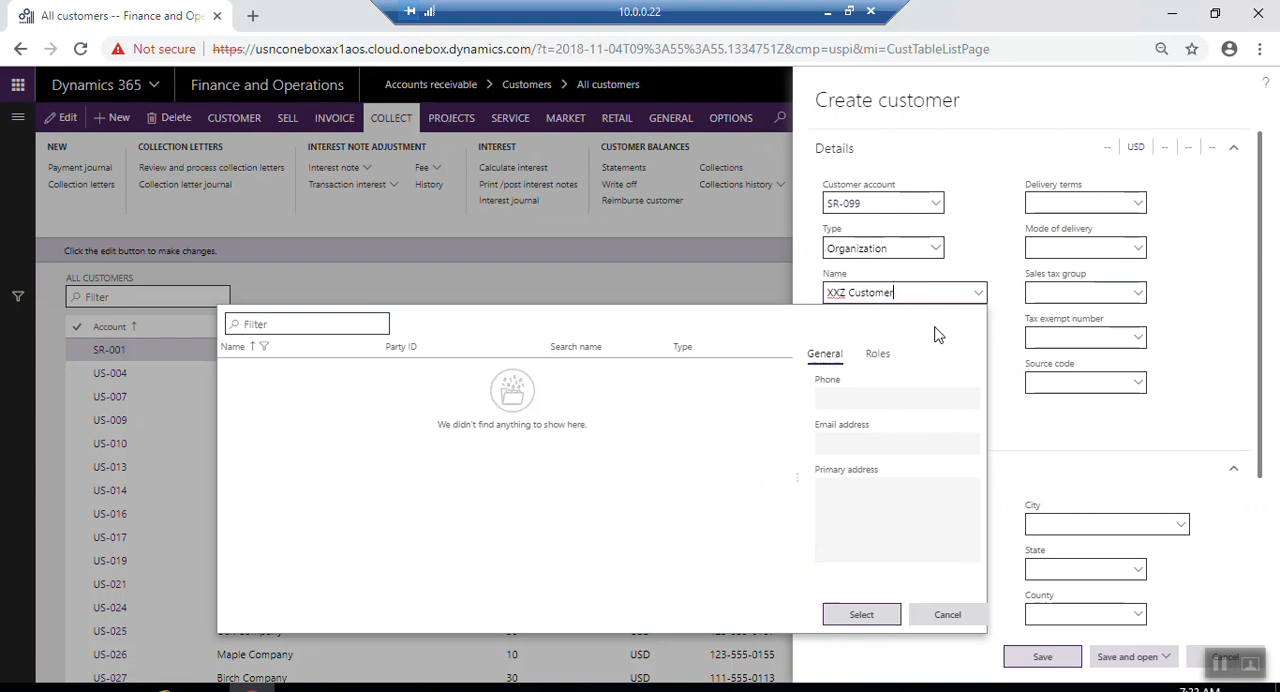 All customers -- Finance and Ope
10.0.0.22
Not secure
https://usnconeboxax1aos.cloud.onebox.dynamics.com/?t=2018-11-04T09%3A55%3A55.1334751Z&cmp=uspi&mi=CustTableListPage
Dynamics 365
Finance and Operations
Accounts receivable > Customers > All customers
?
Create customer
Edit
+ New
Delete
CUSTOMER
SELL
INVOICE
COLLECT
PROJECTS
SERVICE
MARKET
RETAIL
GENERAL
OPTIONS
NEW
Payment journal
Collection letters
COLLECTION LETTERS
Review and process collection letters
Collection letter journal
INTEREST NOTE ADJUSTMENT
Interest note
Fee
Transaction interest
History
INTEREST
Calculate interest
Print /post interest notes
Interest journal
CUSTOMER BALANCES
Statements
Collections
Write off
Collections history
Reimburse customer
Click the edit button to make changes.
ALL CUSTOMERS
Filter
Account
SR-001
US-004
US-007
US-009
US-010
US-013
US-014
US-016
US-017
US-019
US-021
US-024
US-025
US-026 Maple Company 10 USD 123-555-0155
US-027 Birch Company 30 USD 111-555-0113
Details
-- USD -- -- --
Customer account
SR-099
Type
Organization
Name
XXZ Customer
Delivery terms
Mode of delivery
Sales tax group
Tax exempt number
Source code
Filter
Name
Party ID
Search name
Type
We didn't find anything to show here.
General
Roles
Phone
Email address
Primary address
Select
Cancel
City
State
County
Save
Save and open
Cancel